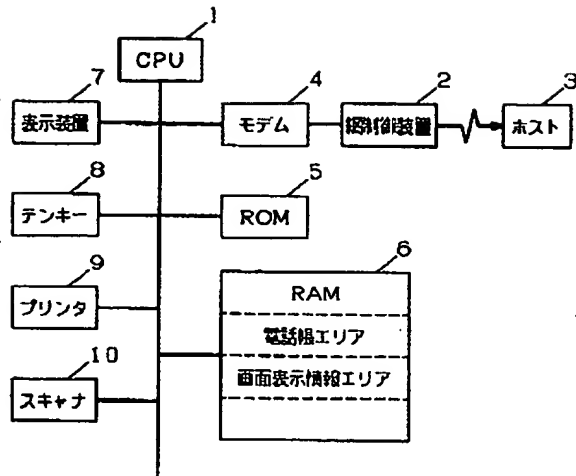 1
CPU
7
表示装置
4
モデム
2
網制御装置
3
ホスト
8
テンキー
5
ROM
9
プリンタ
6
RAM
電話帳エリア
画面表示情報エリア
10
スキャナ